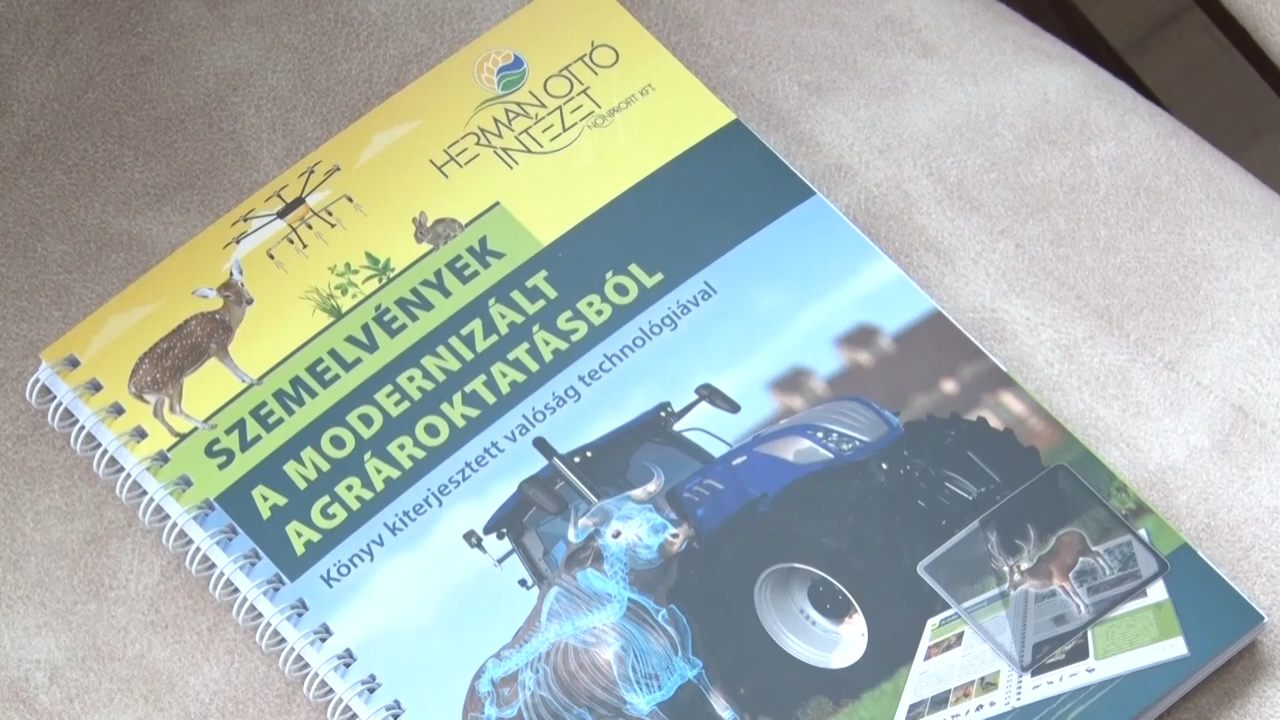 HERMAN OTTÓ
INTÉZET
NONPROFIT KFT.
SZEMELVÉNYEK
A MODERNIZÁLT
AGRÁROKTATÁSBÓL
Könyv kiterjesztett valóság technológiával